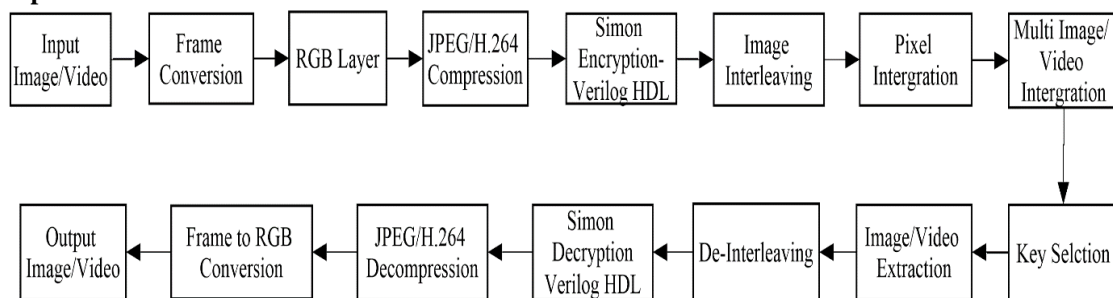 Input
Image/Video
Frame
Conversion
RGB Layer
JPEG/H.264
Compression
Simon
Encryption-
Verilog HDL
Image
Interleaving
Pixel
Intergration
Multi Image/
Video
Intergration
Output
Image/Video
Frame to RGB
Conversion
JPEG/H.264
Decompression
Simon
Decryption
Verilog HDL
De-Interleaving
Image/Video
Extraction
Key Selction